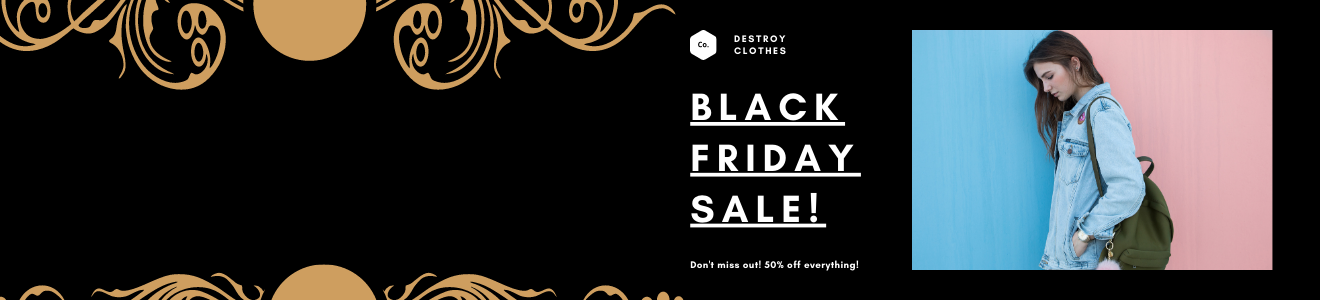 Co.
DESTROY
CLOTHES
BLACK
FRIDAY
SALE!
Don't miss out! 50% off everything!